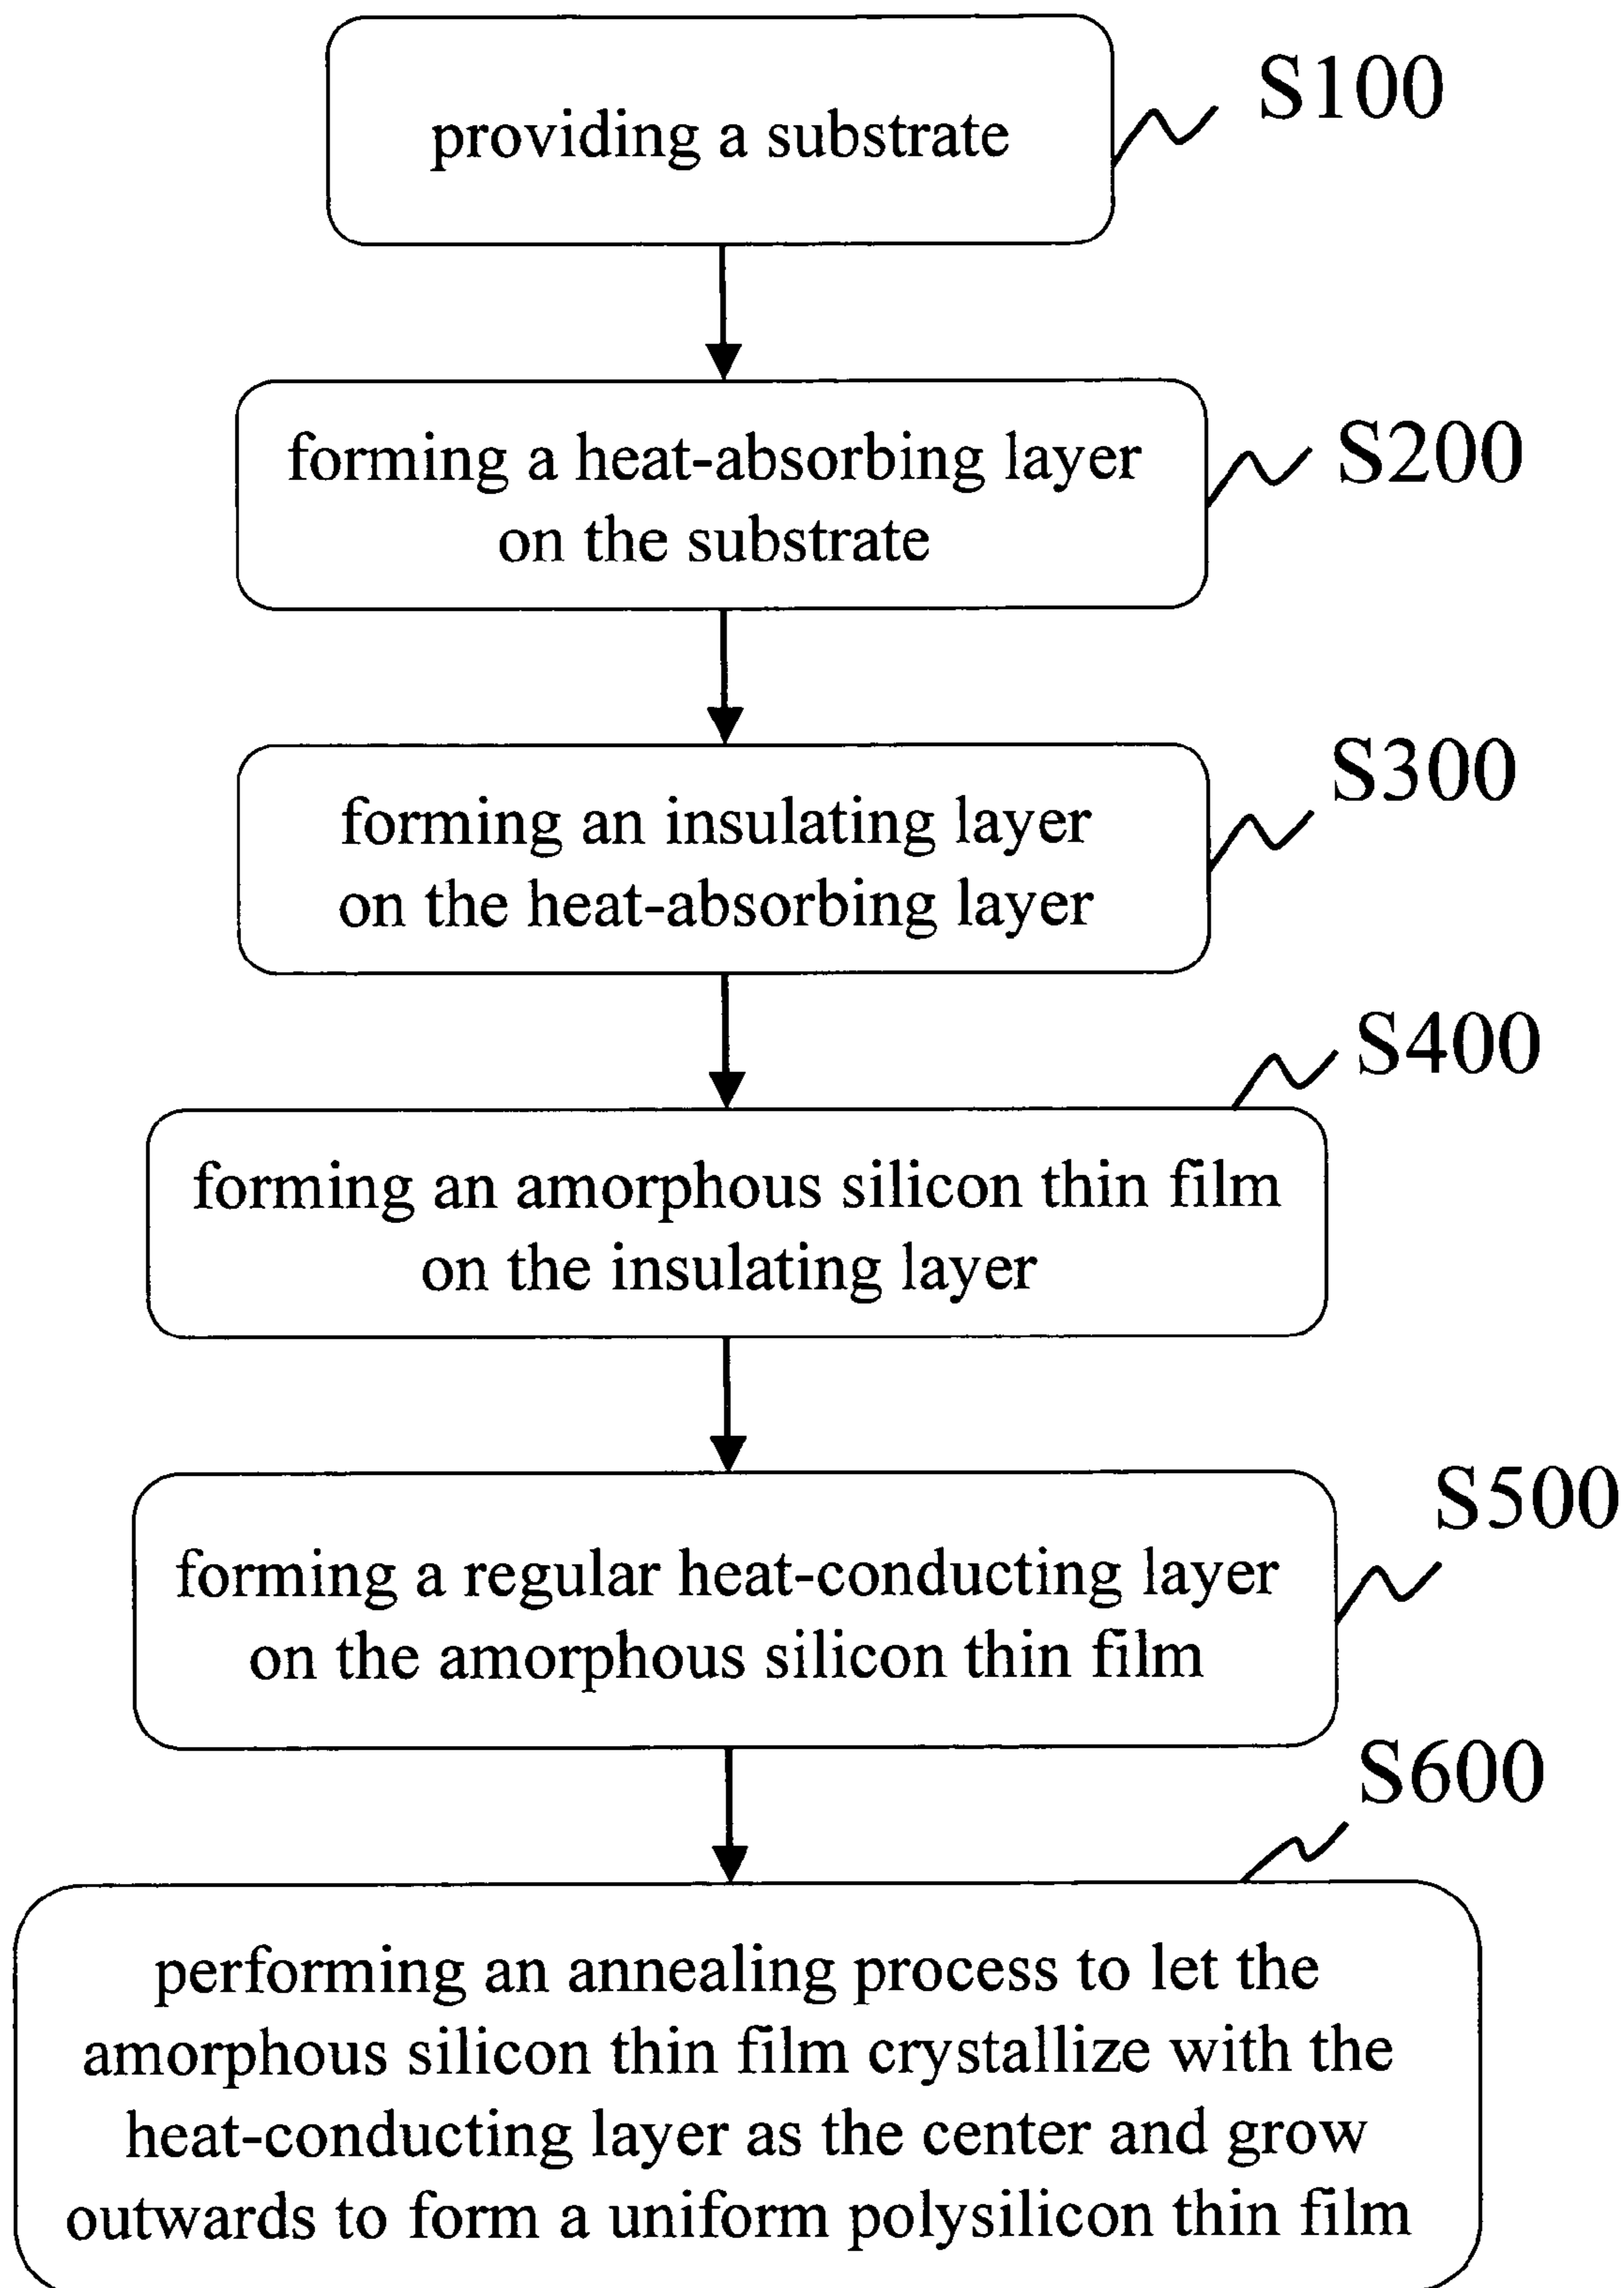 providing a substrate
S100
forming a heat-absorbing layer
on the substrate
S200
forming an insulating layer
on the heat-absorbing layer
S300
forming an amorphous silicon thin film
on the insulating layer
S400
forming a regular heat-conducting layer
on the amorphous silicon thin film
S500
performing an annealing process to let the
amorphous silicon thin film crystallize with the
heat-conducting layer as the center and grow
outwards to form a uniform polysilicon thin film
S600